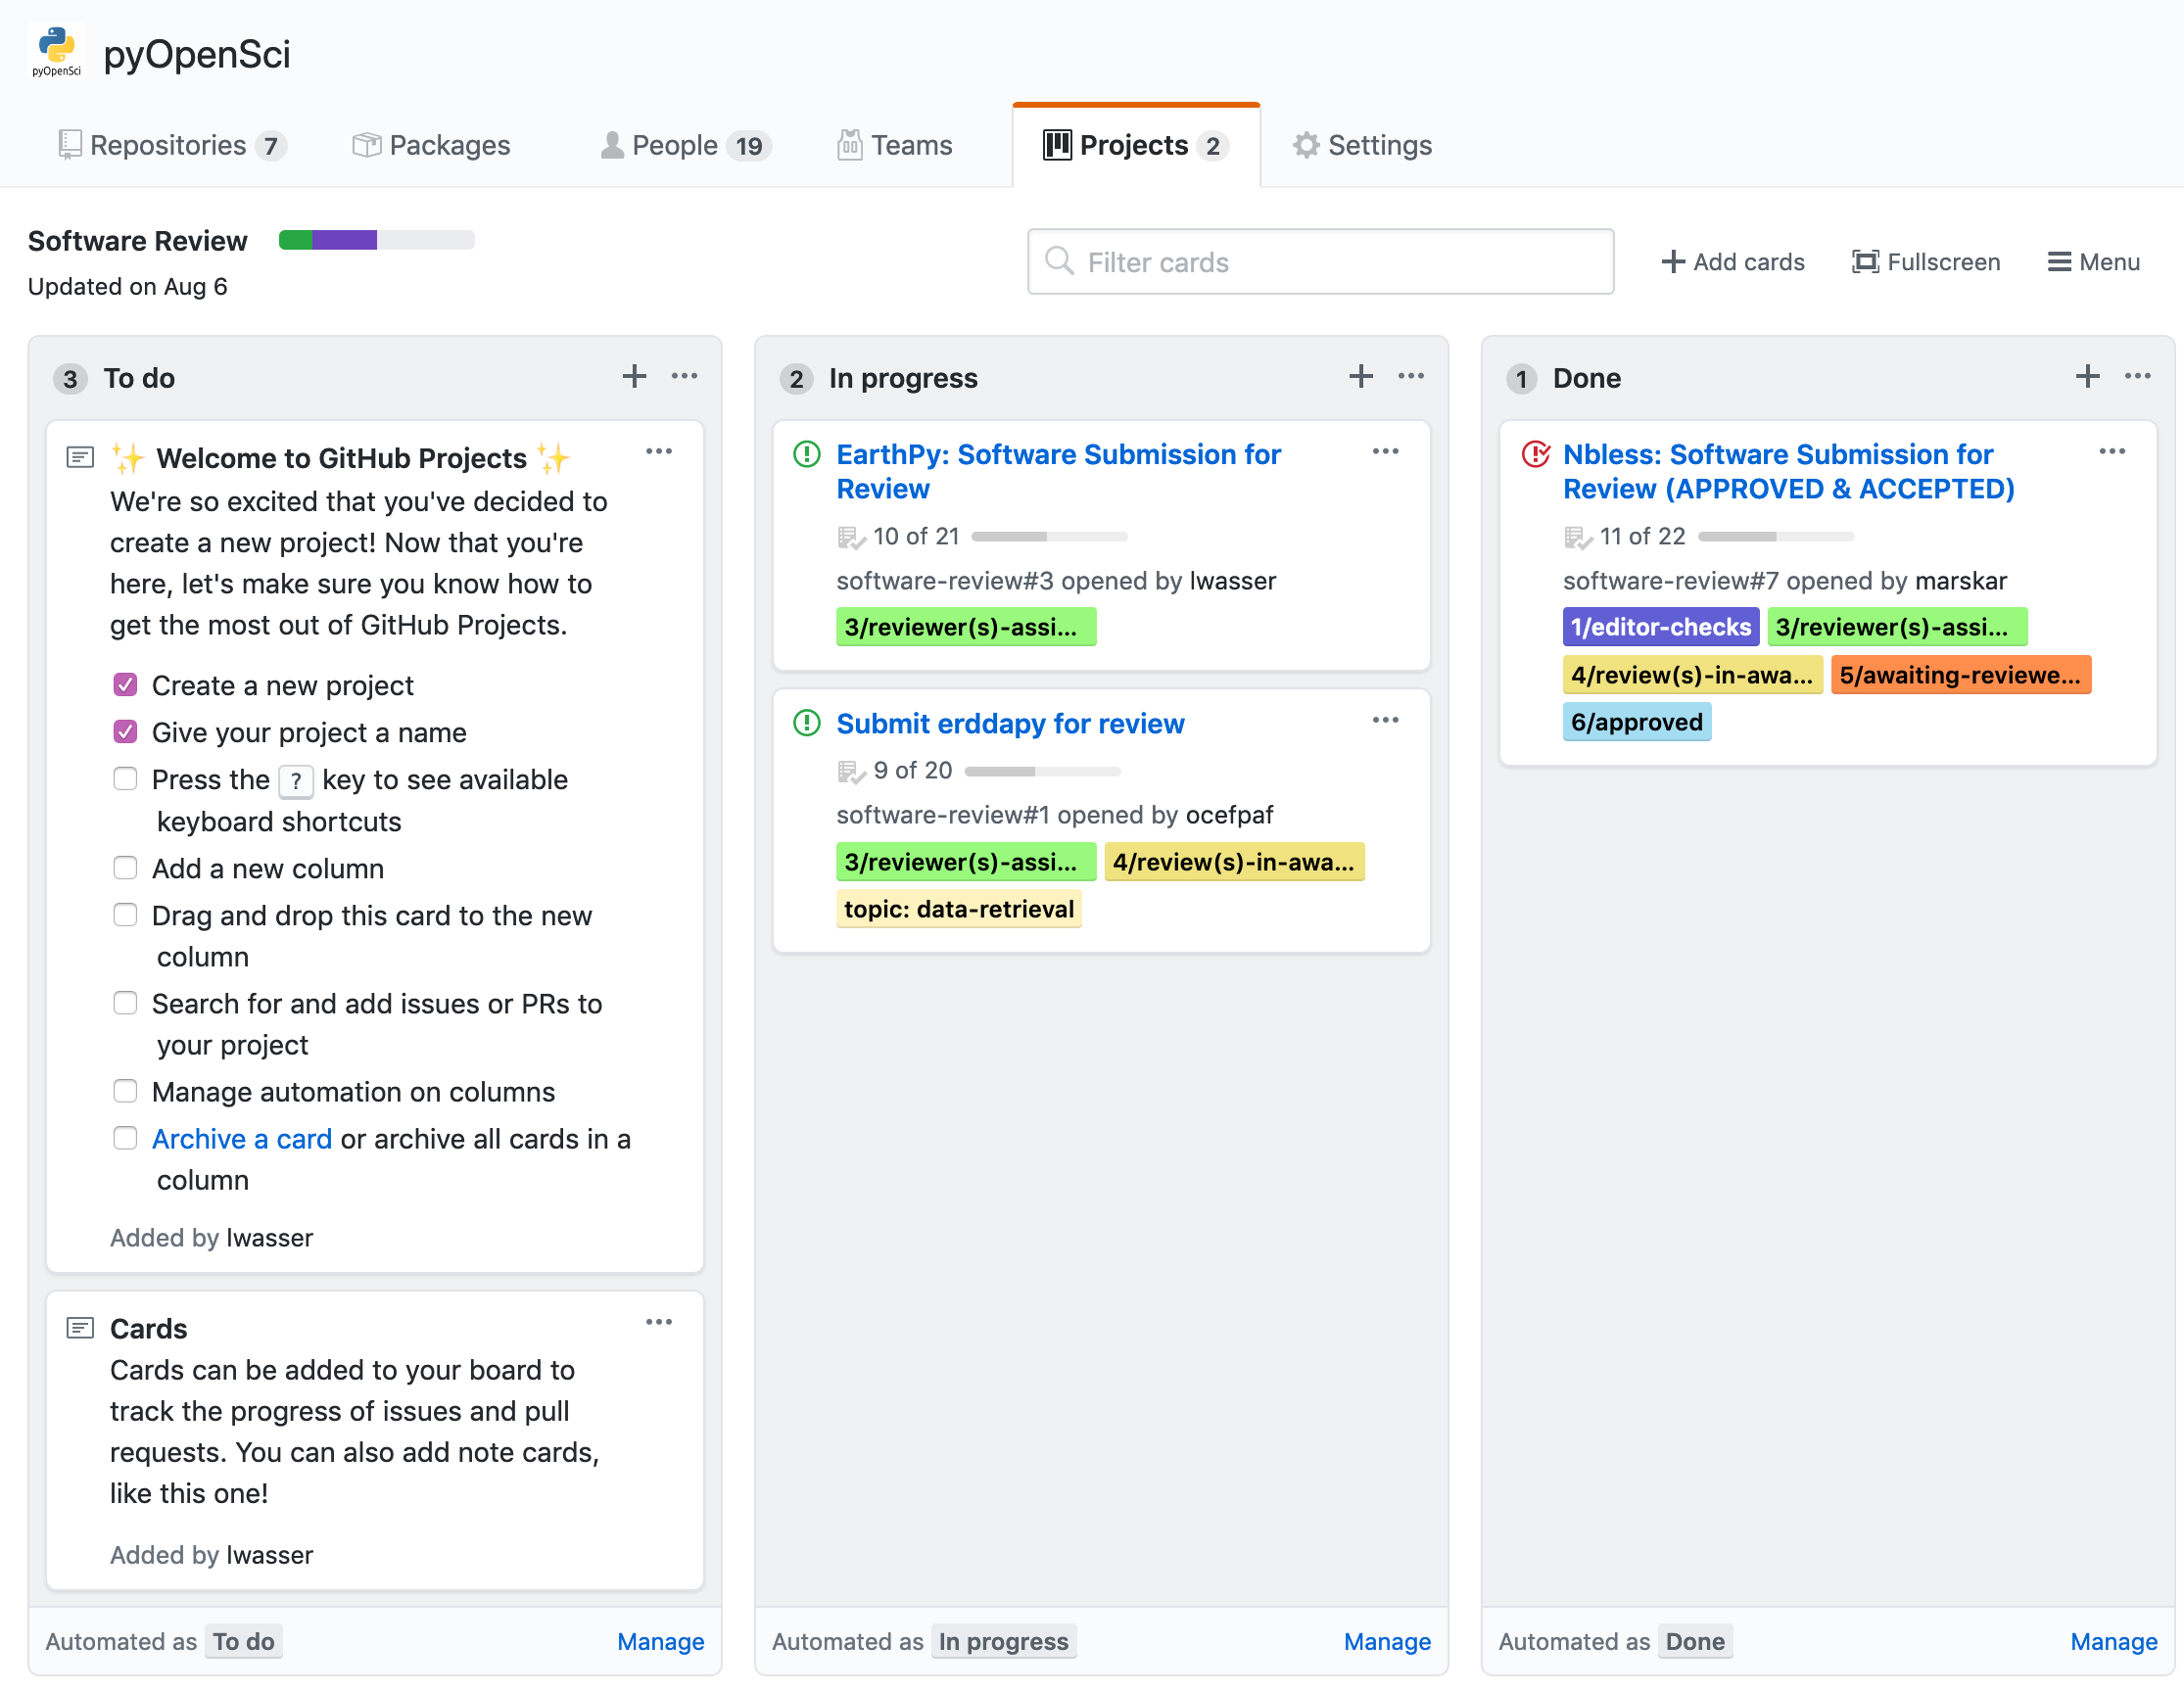 pyOpenSci
pyOpenSci
Repositories 7
Packages
People 19
Teams
Projects 2
Settings
Software Review
Updated on Aug 6
Filter cards
Add cards
Fullscreen
Menu
3 To do
✨ Welcome to GitHub Projects ✨
We're so excited that you've decided to
create a new project! Now that you're
here, let's make sure you know how to
get the most out of GitHub Projects.
Create a new project
Give your project a name
Press the ? key to see available
keyboard shortcuts
Add a new column
Drag and drop this card to the new
column
Search for and add issues or PRs to
your project
Manage automation on columns
Archive a card or archive all cards in a
column
Added by lwasser
Cards
Cards can be added to your board to
track the progress of issues and pull
requests. You can also add note cards,
like this one!
Added by lwasser
Automated as To do
Manage
2 In progress
EarthPy: Software Submission for
Review
10 of 21
software-review#3 opened by lwasser
3/reviewer(s)-assi...
Submit erddapy for review
9 of 20
software-review#1 opened by ocefpaf
3/reviewer(s)-assi... 4/review(s)-in-awa...
topic: data-retrieval
Automated as In progress
Manage
1 Done
Nbless: Software Submission for
Review (APPROVED & ACCEPTED)
11 of 22
software-review#7 opened by marskar
1/editor-checks 3/reviewer(s)-assi...
4/review(s)-in-awa... 5/awaiting-reviewe...
6/approved
Automated as Done
Manage